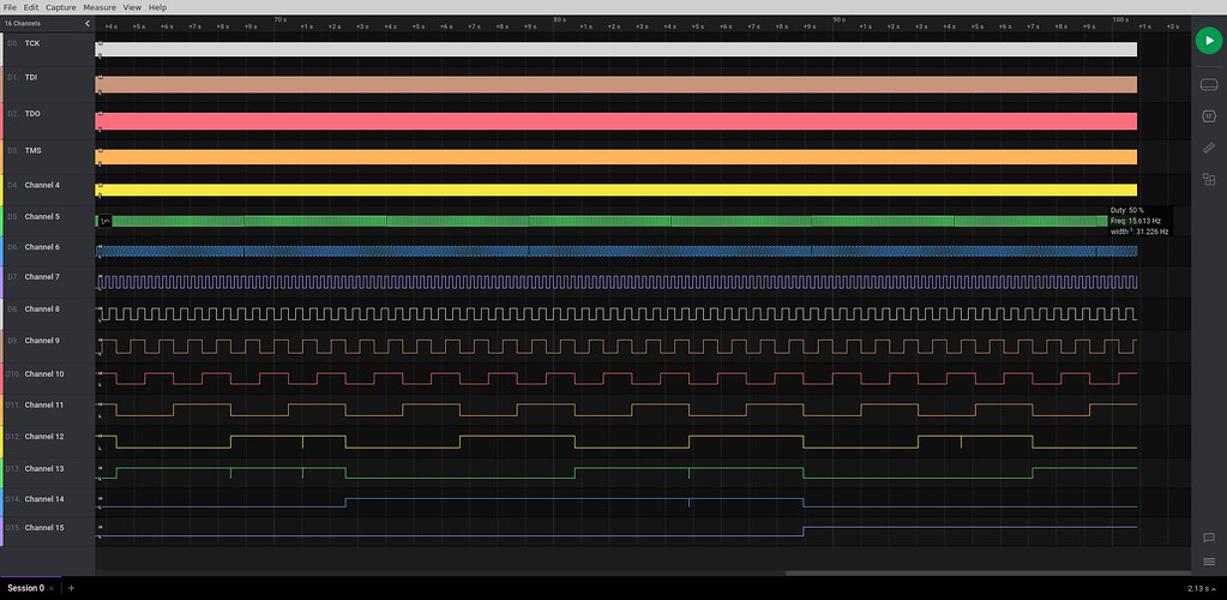 File Edit Capture Measure View Help
16 Channels
70 s 80 s 90 s 100 s
+4 s +5 s +6 s +7 s +8 s +9 s +1 s +2 s +3 s +4 s +5 s +6 s +7 s +8 s +9 s +1 s +2 s +3 s +4 s +5 s +6 s +7 s +8 s +9 s +1 s +2 s +3 s +4 s +5 s +6 s +7 s +8 s +9 s +1 s +2 s
D0. TCK
D1. TDI
D2. TDO
D3. TMS
D4. Channel 4
D5. Channel 5
Duty: 50 %
Freq: 15.613 Hz
width⁻¹: 31.226 Hz
D6. Channel 6
D7. Channel 7
D8. Channel 8
D9. Channel 9
D10. Channel 10
D11. Channel 11
D12. Channel 12
D13. Channel 13
D14. Channel 14
D15. Channel 15
Session 0
2.13 s